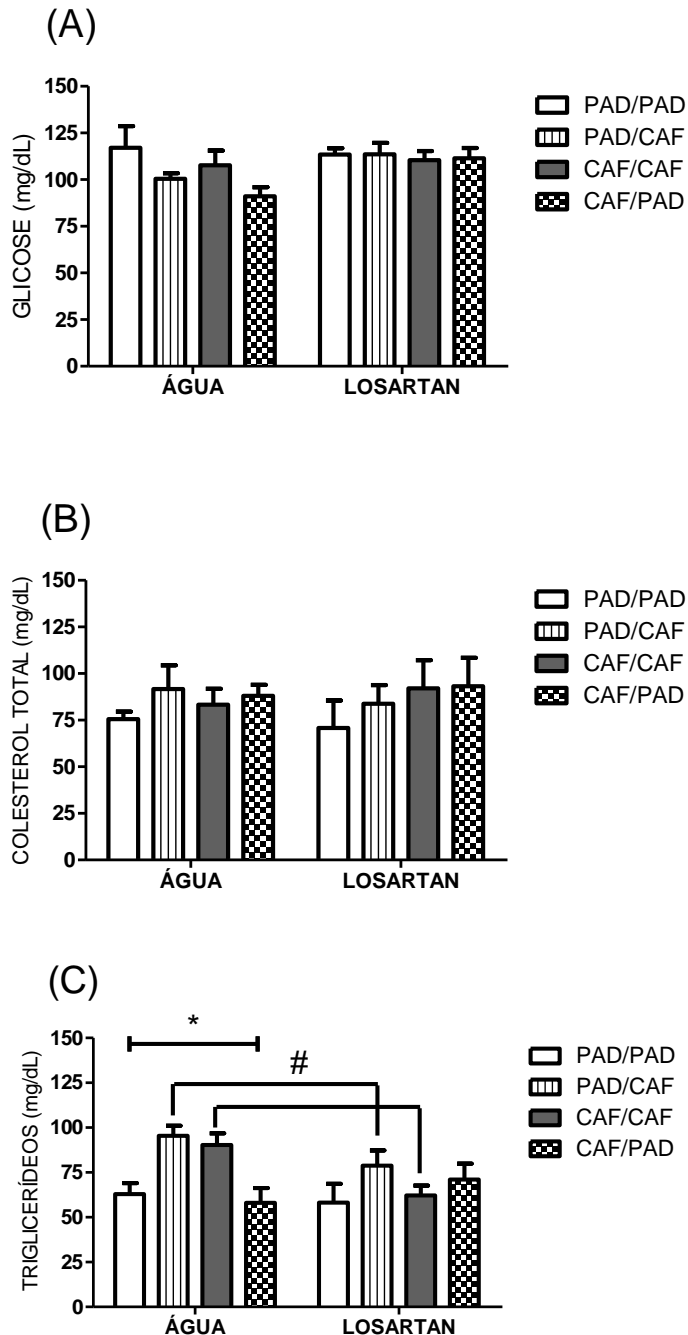 (A)
150
125
100
75
50
25
0
GLICOSE (mg/dL)
ÁGUA LOSARTAN
PAD/PAD
PAD/CAF
CAF/CAF
CAF/PAD
(B)
150
125
100
75
50
25
0
COLESTEROL TOTAL (mg/dL)
ÁGUA LOSARTAN
PAD/PAD
PAD/CAF
CAF/CAF
CAF/PAD
(C)
150
125
100
75
50
25
0
TRIGLICERÍDEOS (mg/dL)
*
#
ÁGUA LOSARTAN
PAD/PAD
PAD/CAF
CAF/CAF
CAF/PAD